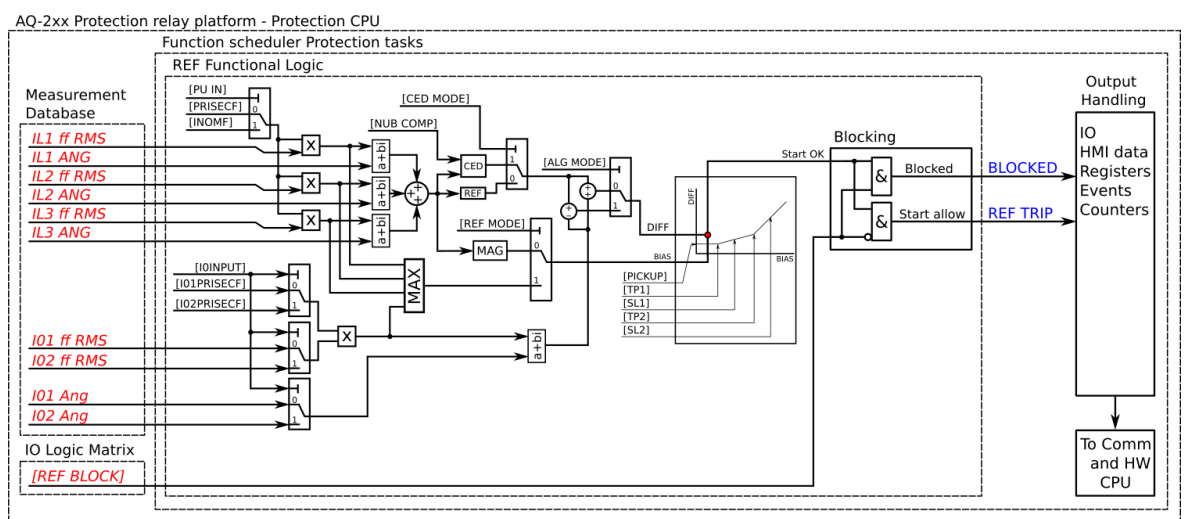 AQ-2xx Protection relay platform - Protection CPU
Function scheduler Protection tasks
REF Functional Logic
Measurement
Database
IL1 ff RMS
IL1 ANG
IL2 ff RMS
IL2 ANG
IL3 ff RMS
IL3 ANG
I01 ff RMS
I02 ff RMS
I01 Ang
I02 Ang
IO Logic Matrix
[REF BLOCK]
[PU IN]
[PRISECF]
[INOMF]
0
1
X
X
X
a+bi
a+bi
a+bi
+
+
+
[CED MODE]
[NUB COMP]
CED
REF
1
0
[ALG MODE]
+
-
+
+
0
1
[REF MODE]
MAG
0
1
MAX
[I0INPUT]
[I01PRISECF]
[I02PRISECF]
0
1
0
1
X
0
1
a+bi
DIFF
BIAS
DIFF
BIAS
[PICKUP]
[TP1]
[SL1]
[TP2]
[SL2]
Start OK
Blocking
&
Blocked
&
Start allow
BLOCKED
REF TRIP
Output
Handling
IO
HMI data
Registers
Events
Counters
To Comm
and HW
CPU